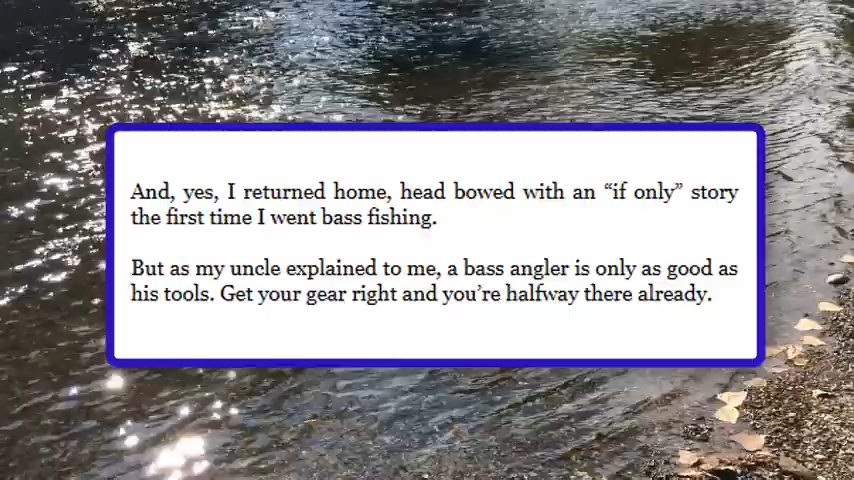 And, yes, I returned home, head bowed with an “if only” story
the first time I went bass fishing.
But as my uncle explained to me, a bass angler is only as good as
his tools. Get your gear right and you’re halfway there already.